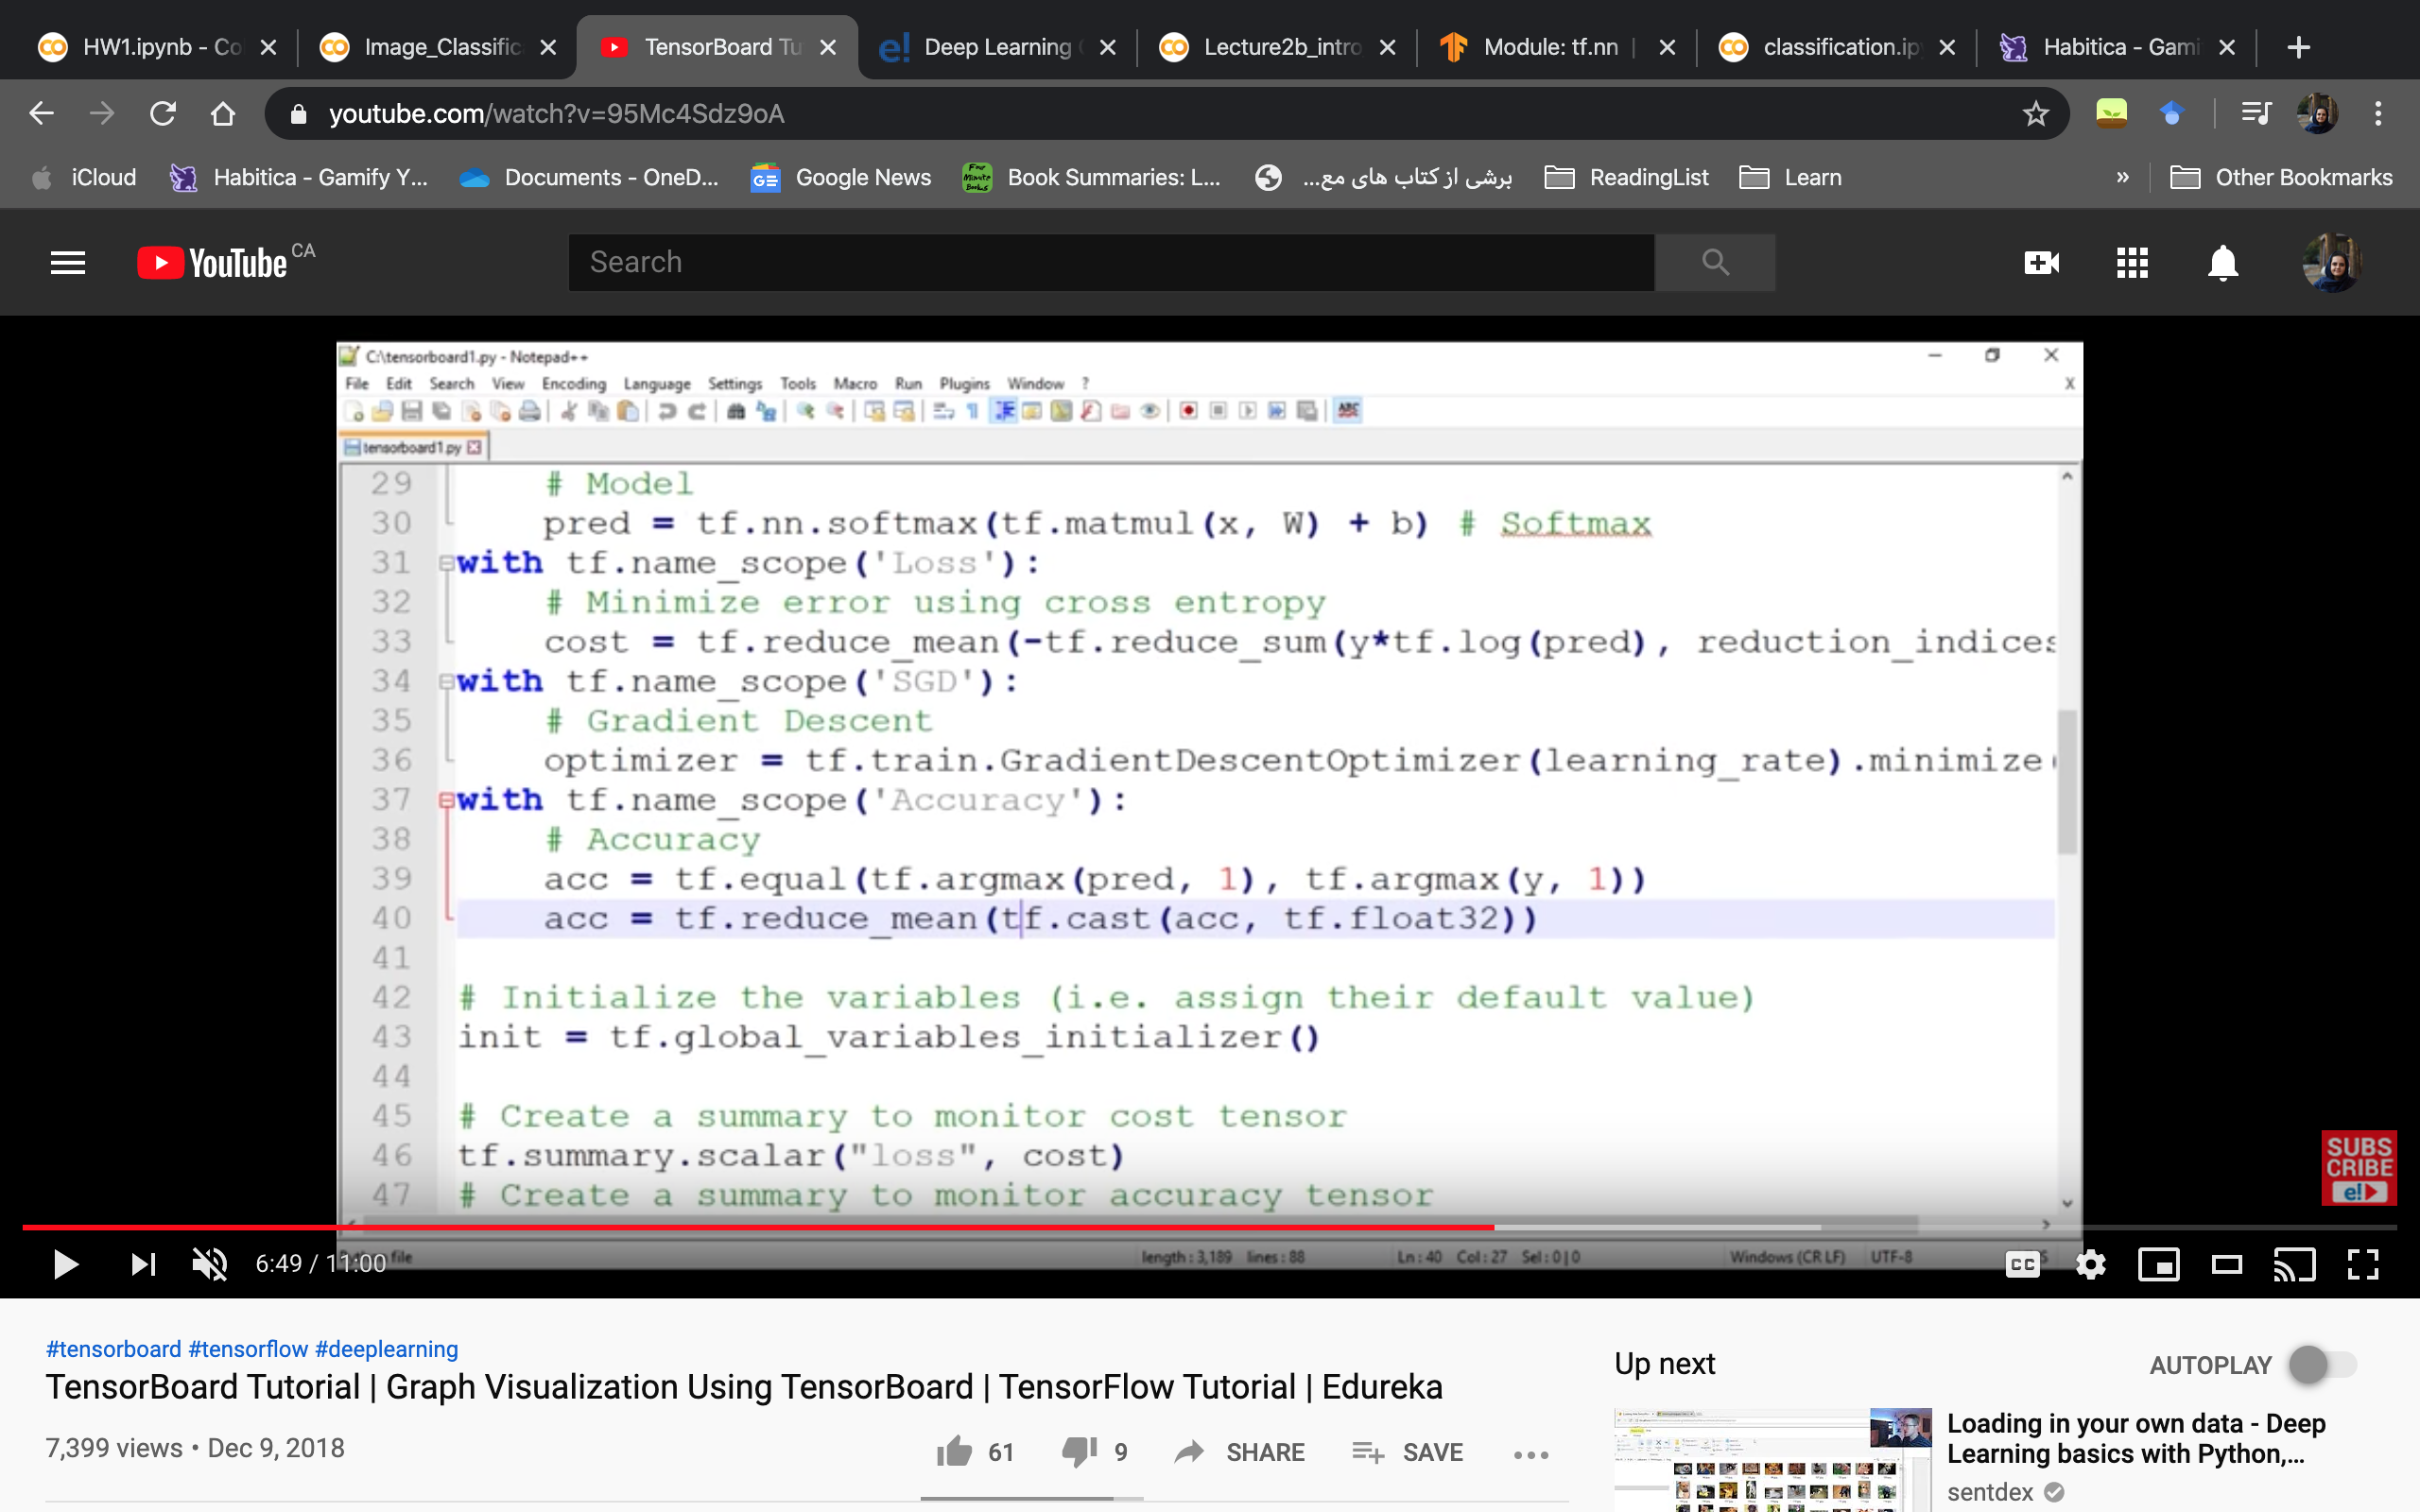 HW1.ipynb - Co
Image_Classific
TensorBoard Tu
e! Deep Learning
Lecture2b_intro
Module: tf.nn |
classification.ip
Habitica - Gami
youtube.com/watch?v=95Mc4Sdz9oA
iCloud
Habitica - Gamify Y...
Documents - OneD...
GE Google News
Four Minute Books Book Summaries: L...
برشی از کتاب های مع...
ReadingList
Learn
»
Other Bookmarks
YouTube CA
Search
C:\tensorboard1.py - Notepad++
File Edit Search View Encoding Language Settings Tools Macro Run Plugins Window ? X
ABC
tensorboard1.py
29 # Model
30 pred = tf.nn.softmax(tf.matmul(x, W) + b) # Softmax
31 with tf.name_scope('Loss'):
32 # Minimize error using cross entropy
33 cost = tf.reduce_mean(-tf.reduce_sum(y*tf.log(pred), reduction_indices
34 with tf.name_scope('SGD'):
35 # Gradient Descent
36 optimizer = tf.train.GradientDescentOptimizer(learning_rate).minimize(
37 with tf.name_scope('Accuracy'):
38 # Accuracy
39 acc = tf.equal(tf.argmax(pred, 1), tf.argmax(y, 1))
40 acc = tf.reduce_mean(tf.cast(acc, tf.float32))
41
42 # Initialize the variables (i.e. assign their default value)
43 init = tf.global_variables_initializer()
44
45 # Create a summary to monitor cost tensor
46 tf.summary.scalar("loss", cost)
47 # Create a summary to monitor accuracy tensor
SUBS
CRIBE
e!
file length : 3,189 lines : 88 Ln : 40 Col : 27 Sel : 0 | 0 Windows (CR LF) UTF-8
6:49 / 11:00
CC
#tensorboard #tensorflow #deeplearning
TensorBoard Tutorial | Graph Visualization Using TensorBoard | TensorFlow Tutorial | Edureka
7,399 views • Dec 9, 2018
61
9
SHARE
SAVE
Up next
AUTOPLAY
Loading in your own data - Deep
Learning basics with Python,...
sentdex